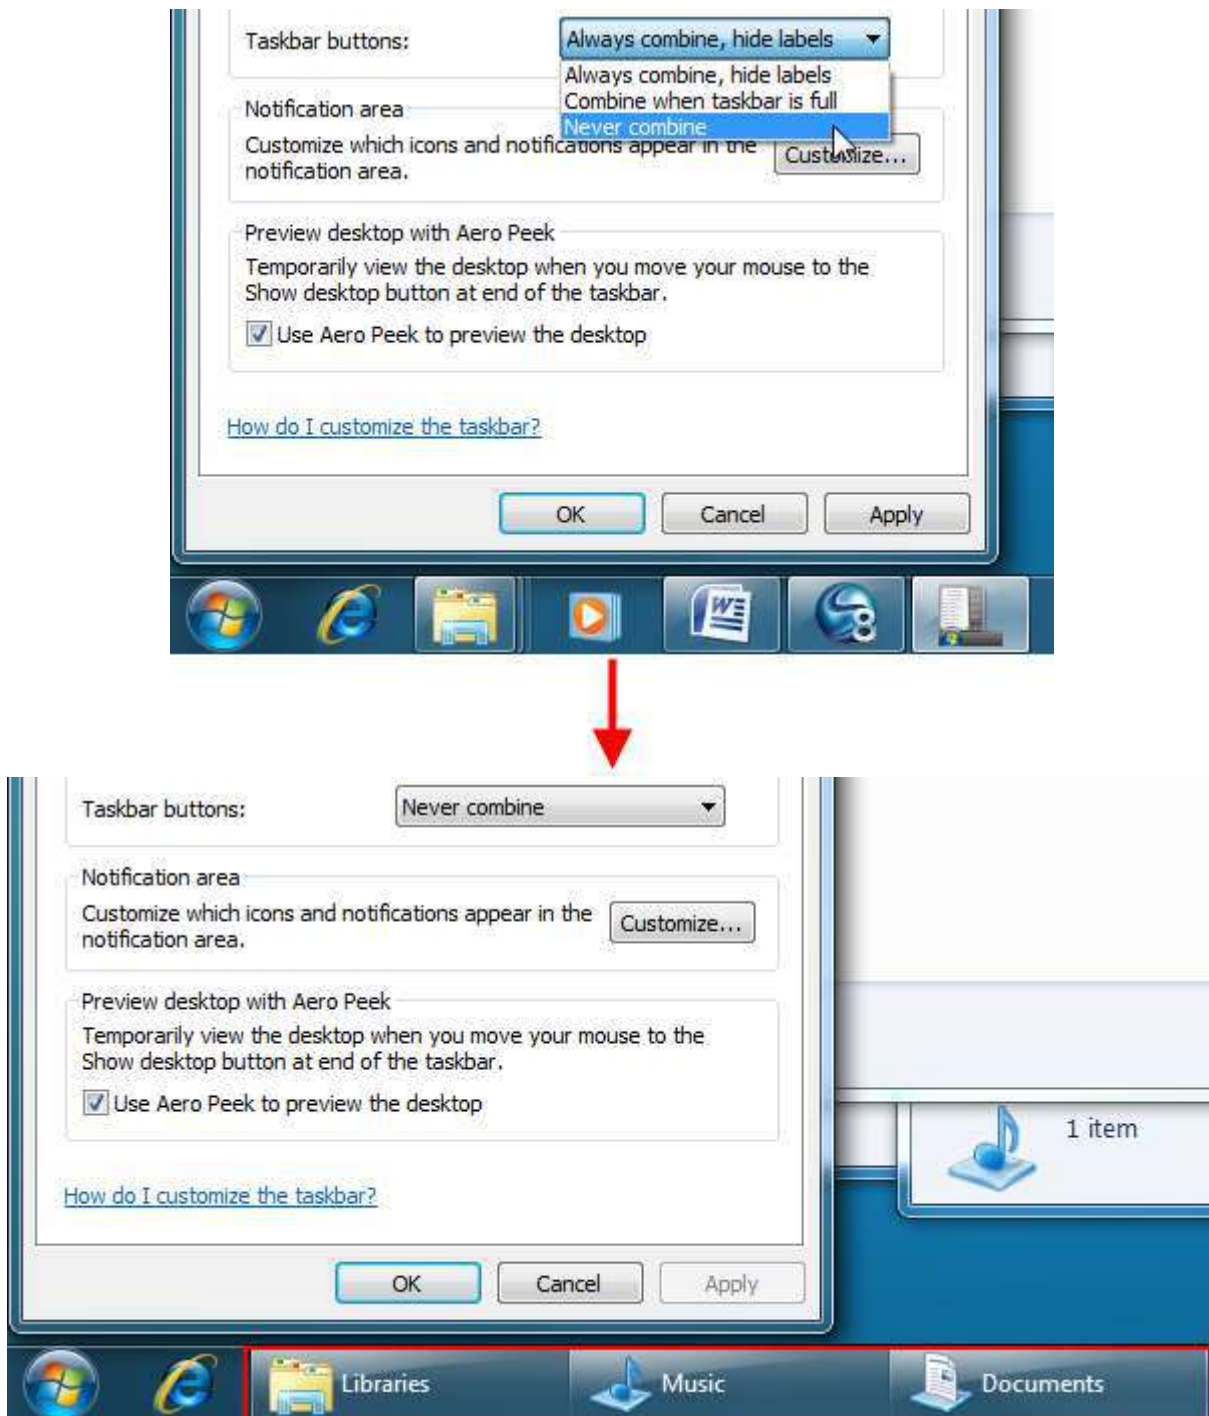 Taskbar buttons:
Always combine, hide labels
Always combine, hide labels
Combine when taskbar is full
Never combine
Notification area
Customize which icons and notifications appear in the
notification area.
Customize...
Preview desktop with Aero Peek
Temporarily view the desktop when you move your mouse to the
Show desktop button at end of the taskbar.
Use Aero Peek to preview the desktop
How do I customize the taskbar?
OK Cancel Apply
W 8
Taskbar buttons:
Never combine
Notification area
Customize which icons and notifications appear in the
notification area.
Customize...
Preview desktop with Aero Peek
Temporarily view the desktop when you move your mouse to the
Show desktop button at end of the taskbar.
Use Aero Peek to preview the desktop
1 item
How do I customize the taskbar?
OK Cancel Apply
Libraries Music Documents